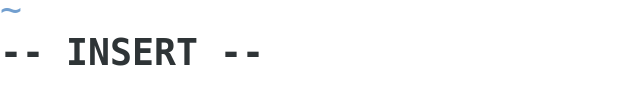 ~
-- INSERT --